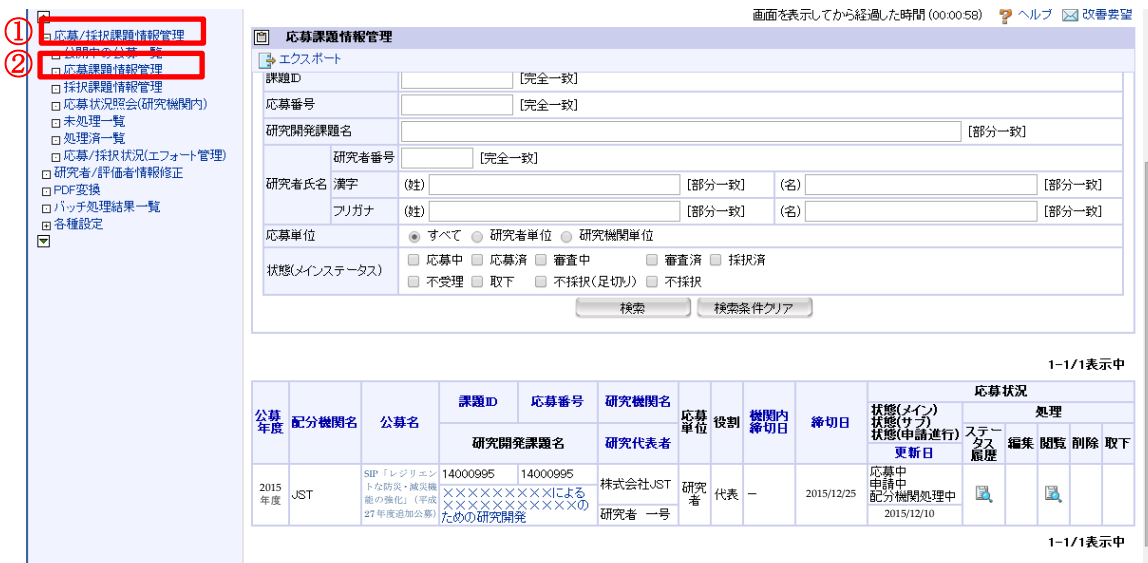 画面を表示してから経過した時間 (00:00:58) ヘルプ 改善要望
① 応募/採択課題情報管理
公開中の公募一覧
② 応募課題情報管理
採択課題情報管理
応募状況照会(研究機関内)
未処理一覧
処理済一覧
応募/採択状況(エフォート管理)
研究者/評価者情報修正
PDF変換
バッチ処理結果一覧
各種設定
応募課題情報管理
エクスポート
課題ID [完全一致]
応募番号 [完全一致]
研究開発課題名 [部分一致]
研究者番号 [完全一致]
研究者氏名 漢字 (姓) [部分一致] (名) [部分一致]
フリガナ (姓) [部分一致] (名) [部分一致]
応募単位 すべて 研究者単位 研究機関単位
状態(メインステータス) 応募中 応募済 審査中 審査済 採択済
不受理 取下 不採択(足切り) 不採択
検索 検索条件クリア
1-1/1表示中
公募年度 配分機関名 公募名 課題ID 応募番号 研究機関名 応募単位 役割 機関内締切日 締切日 応募状況
研究開発課題名 研究代表者 状態(メイン) 状態(サブ) 状態(申請進行) 処理
更新日 ステータス履歴 編集 閲覧 削除 取下
2015年度 JST SIP「レジリエントな防災・減災機能の強化」(平成27年度追加公募) 14000995 14000995 株式会社JST 研究者 代表 − 2015/12/25 応募中 申請中 配分機関処理中
×××××××××による×××××××××××のための研究開発 研究者 一号 2015/12/10
1-1/1表示中